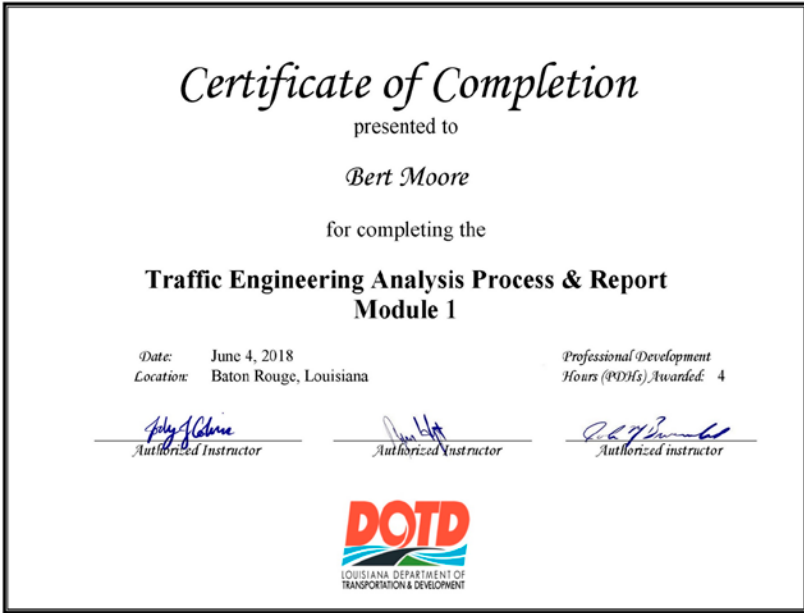 Certificate of Completion
presented to
Bert Moore
for completing the
Traffic Engineering Analysis Process & Report
Module 1
Date: June 4, 2018
Location: Baton Rouge, Louisiana
Professional Development
Hours (PDHs) Awarded: 4
Authorized Instructor
Authorized Instructor
Authorized instructor
DOTD
LOUISIANA DEPARTMENT OF
TRANSPORTATION & DEVELOPMENT